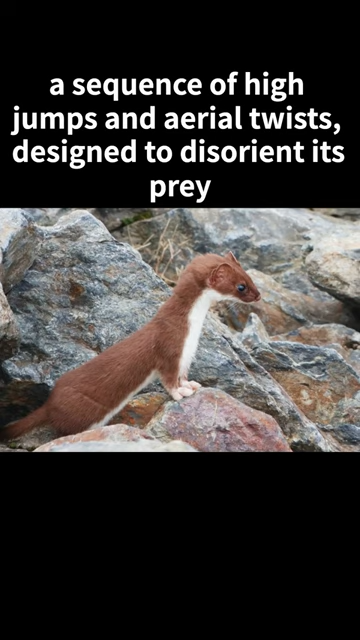 a sequence of high
jumps and aerial twists,
designed to disorient its
prey